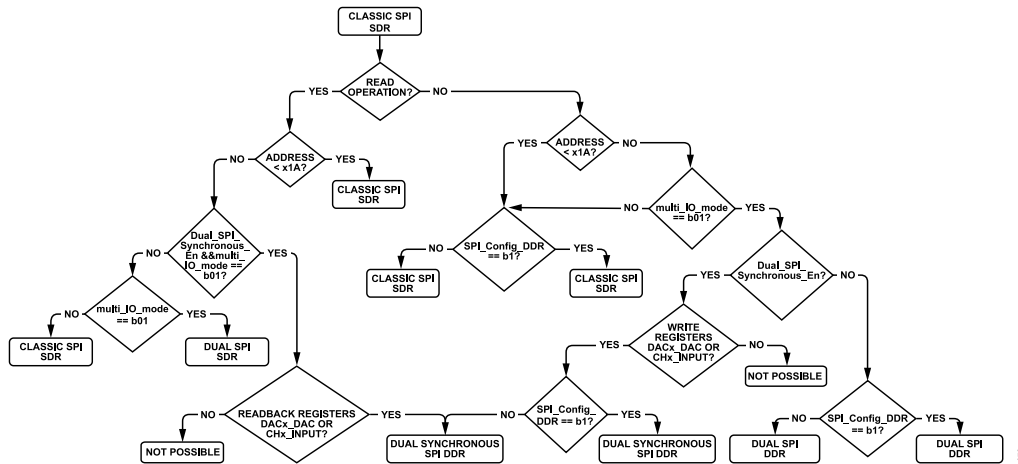 CLASSIC SPI
SDR
READ
OPERATION?
YES
NO
ADDRESS
< x1A?
NO
YES
ADDRESS
< x1A?
YES
NO
CLASSIC SPI
SDR
multi_IO_mode
== b01?
NO
YES
Dual_SPI_
Synchronous_
En &&multi_
IO_mode ==
b01?
NO
YES
SPI_Config_DDR
== b1?
NO
YES
CLASSIC SPI
SDR
CLASSIC SPI
SDR
Dual_SPI_
Synchronous_En?
YES
NO
multi_IO_mode
== b01
NO
YES
CLASSIC SPI
SDR
DUAL SPI
SDR
WRITE
REGISTERS
DACx_DAC OR
CHx_INPUT?
YES
NO
NOT POSSIBLE
READBACK REGISTERS
DACx_DAC OR
CHx_INPUT?
NO
YES
NOT POSSIBLE
SPI_Config_
DDR == b1?
NO
YES
DUAL SYNCHRONOUS
SPI DDR
DUAL SYNCHRONOUS
SPI DDR
SPI_Config_DDR
== b1?
NO
YES
DUAL SPI
DDR
DUAL SPI
DDR